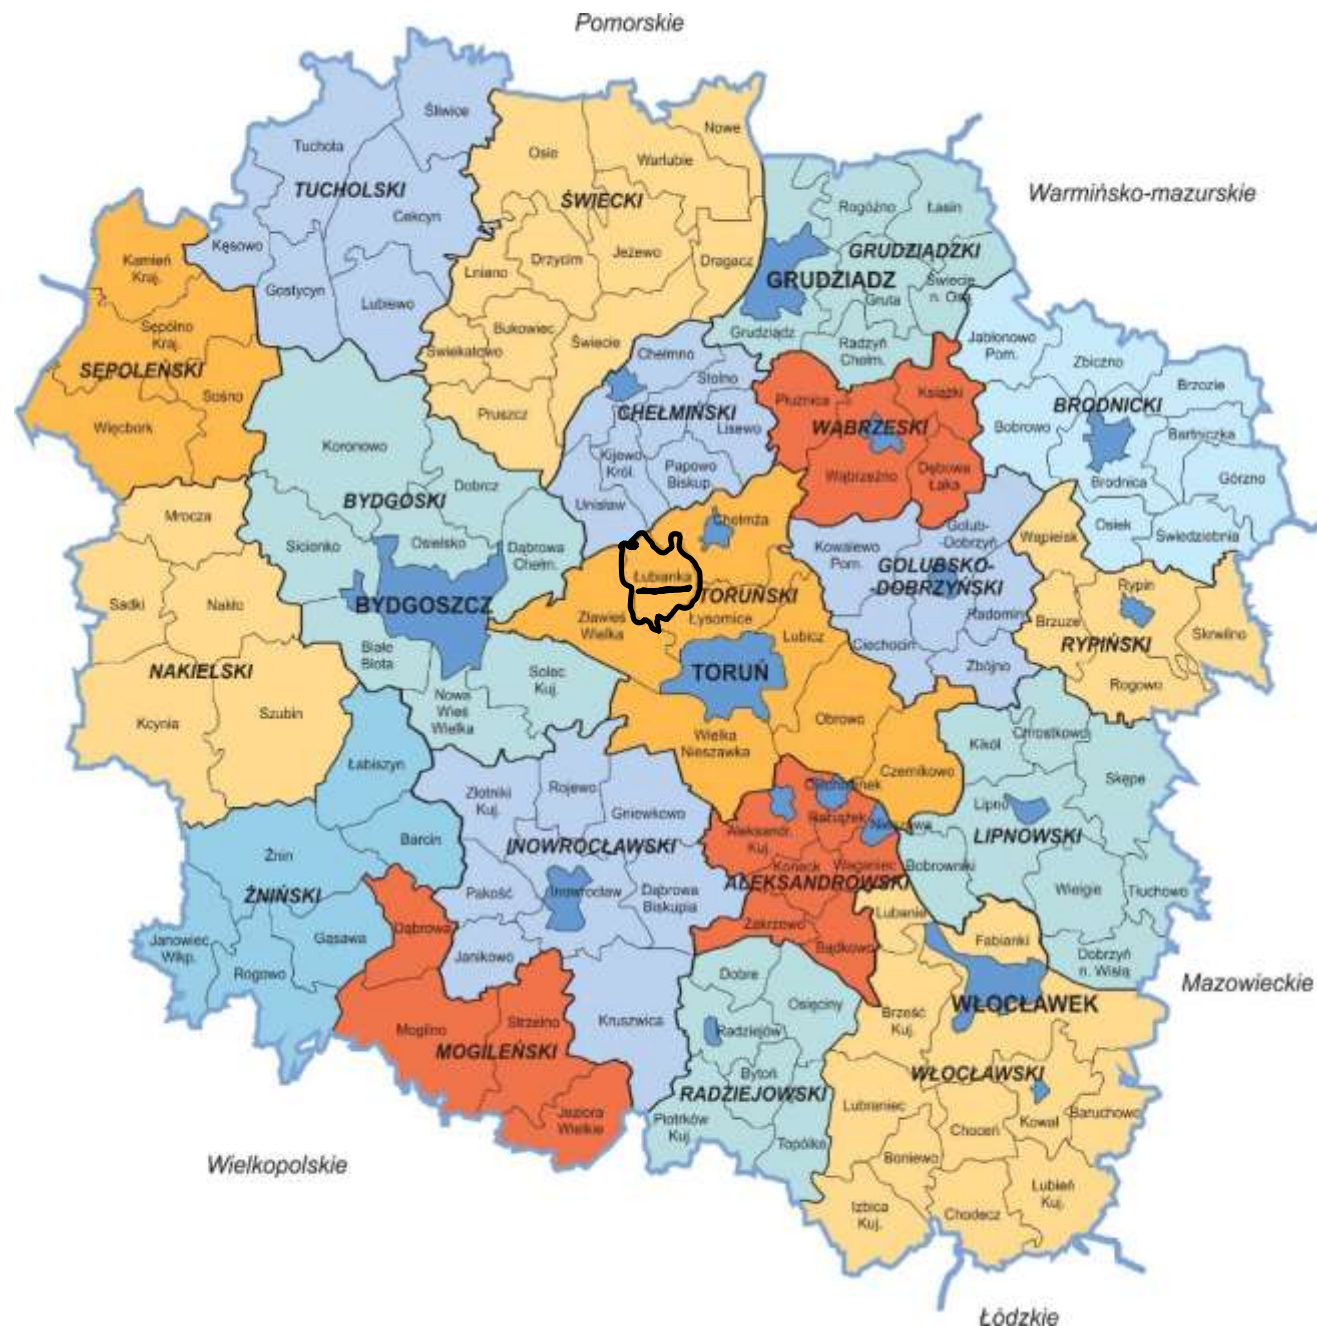 Pomorskie
Warmińsko-mazurskie
Śliwice
Tuchola
TUCHOLSKI
Cekcyn
Kęsowo
Gostycyn
Lubiewo
Nowe
Osie
Warlubie
ŚWIECKI
Jeżewo
Drzycim
Lniano
Dragacz
Bukowiec
Świekatowo
Świecie
Pruszcz
Rogóźno
Łasin
GRUDZIĄDZKI
GRUDZIADZ
Świecie
n. Osą
Gruta
Grudziądz
Radzyń
Chełm.
Kamień
Kraj.
Sępólno
Kraj.
SĘPOLEŃSKI
Sośno
Więcbork
Chełmno
Stolno
CHEŁMIŃSKI
Lisewo
Kijewo
Król.
Papowo
Biskup.
Unisław
Płużnica
Książki
WĄBRZESKI
Wąbrzeźno
Dębowa
Łąka
Jabłonowo
Pom.
Zbiczno
Brzozie
BRODNICKI
Bobrowo
Bartniczka
Brodnica
Górzno
Osiek
Świedziebnia
Koronowo
BYDGOSKI
Dobrcz
Sicienko
Osielsko
Dąbrowa
Chełm.
BYDGOSZCZ
Białe
Błota
Nowa
Wieś
Wielka
Solec
Kuj.
Mrocza
Sadki
Nakło
NAKIELSKI
Kcynia
Szubin
Chełmża
Łubianka
TORUŃSKI
Zławieś
Wielka
Łysomice
Lubicz
TORUŃ
Wielka
Nieszawka
Obrowo
Czernikowo
Kowalewo
Pom.
Golub-
Dobrzyń
GOLUBSKO-
-DOBRZYŃSKI
Radomin
Ciechocin
Zbójno
Wąpielsk
Rypin
Brzuze
RYPIŃSKI
Skrwilno
Rogowo
Kikół
Chrostkowo
Skępe
Lipno
LIPNOWSKI
Bobrowniki
Wielgie
Tłuchowo
Dobrzyń
n. Wisłą
Łabiszyn
Barcin
Żnin
ŻNIŃSKI
Gąsawa
Janowiec
Wlkp.
Rogowo
Złotniki
Kuj.
Rojewo
Gniewkowo
INOWROCŁAWSKI
Pakość
Inowrocław
Dąbrowa
Biskupia
Janikowo
Kruszwica
Ciechocinek
Aleksandr.
Kuj.
Raciążek
Nieszawa
Koneck
Waganiec
ALEKSANDROWSKI
Zakrzewo
Bądkowo
Dąbrowa
Mogilno
Strzelno
MOGILEŃSKI
Jeziora
Wielkie
Dobre
Osięciny
Radziejów
Bytoń
RADZIEJOWSKI
Piotrków
Kuj.
Topólka
Lubanie
Fabianki
WŁOCŁAWEK
Brześć
Kuj.
WŁOCŁAWSKI
Lubraniec
Kowal
Baruchowo
Choceń
Boniewo
Lubień
Kuj.
Izbica
Kuj.
Chodecz
Mazowieckie
Wielkopolskie
Łódzkie